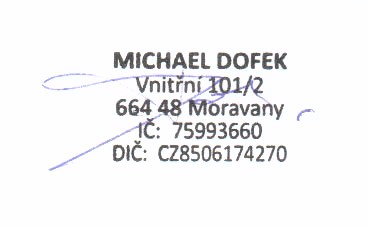 MICHAEL DOFEK
Vnitřní 101/2
664 48 Moravany
IČ: 75993660
DIČ: CZ8506174270